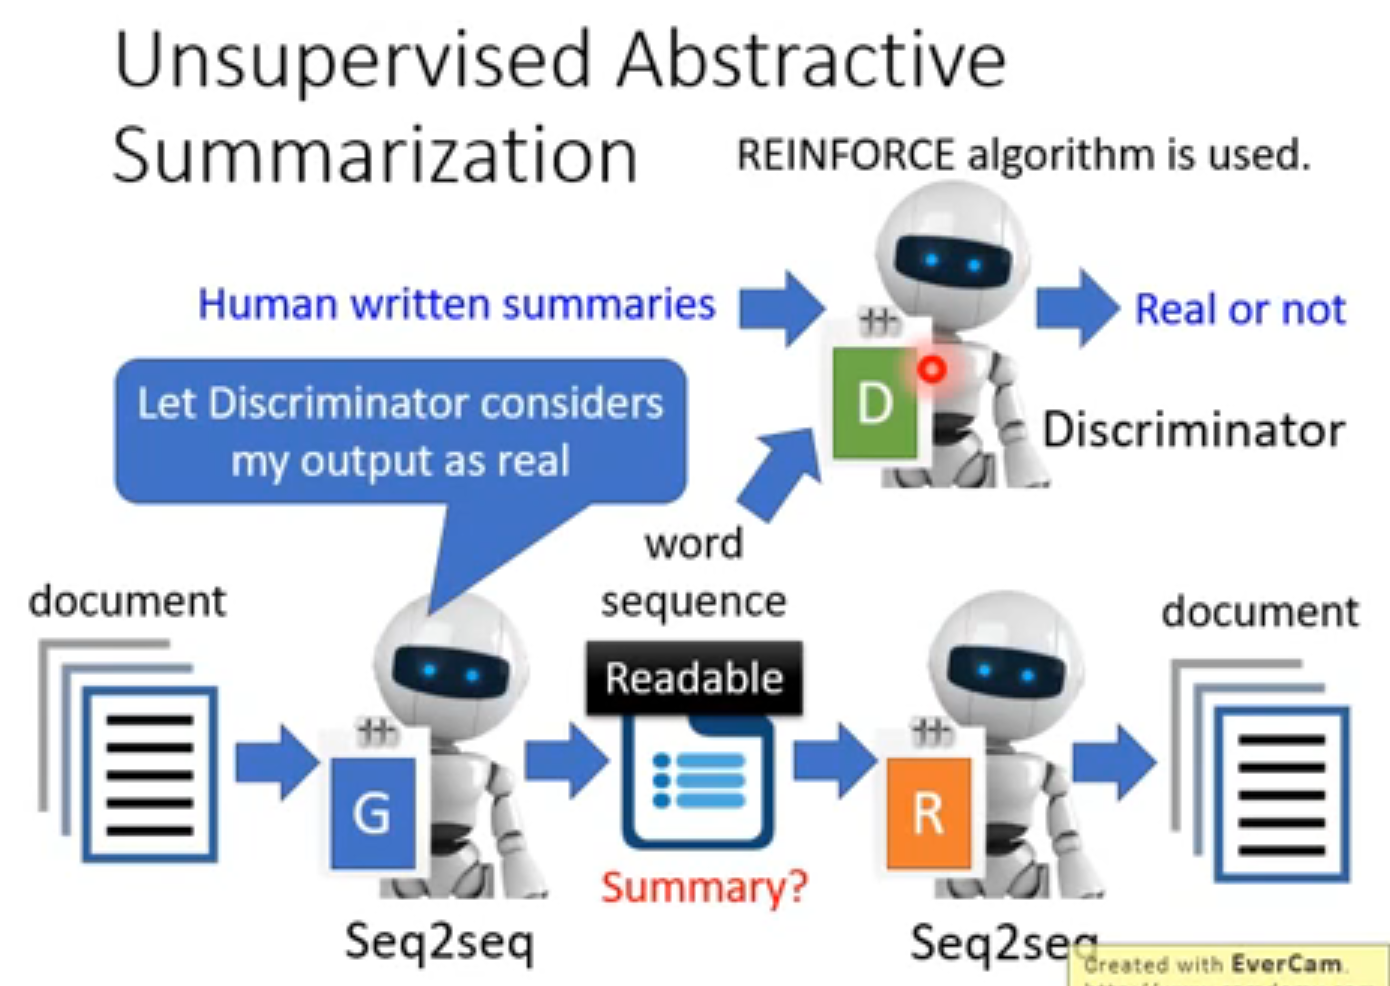 Unsupervised Abstractive
Summarization
REINFORCE algorithm is used.
Human written summaries
Real or not
Let Discriminator considers
my output as real
D
Discriminator
word
sequence
document
document
Readable
G
R
Summary?
Seq2seq
Seq2seq
Created with EverCam.